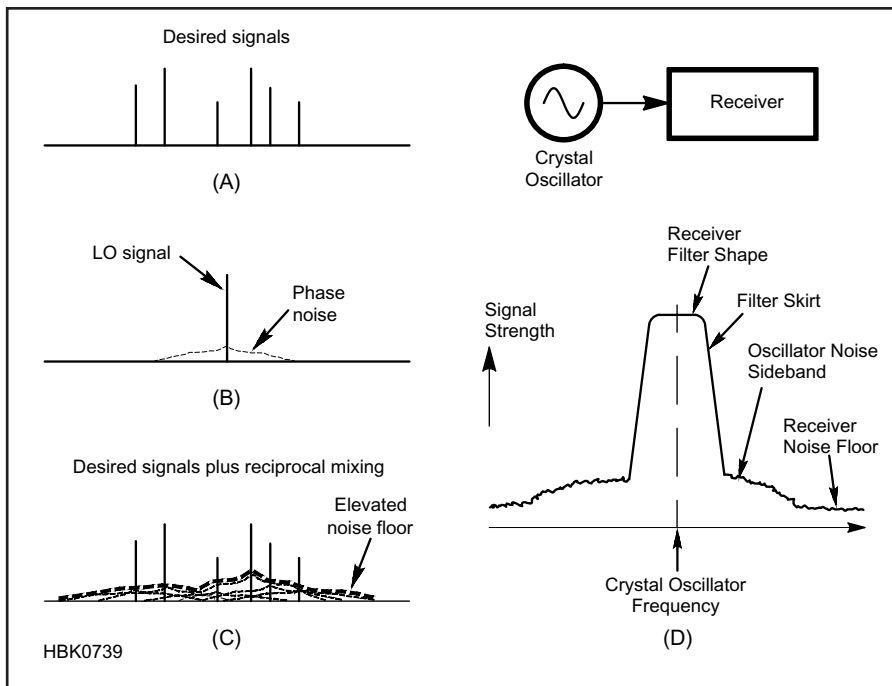 Desired signals
(A)
LO signal
Phase
noise
(B)
Desired signals plus reciprocal mixing
Elevated
noise floor
(C)
HBK0739
Receiver
Crystal
Oscillator
Receiver
Filter Shape
Signal
Strength
Filter Skirt
Oscillator Noise
Sideband
Receiver
Noise Floor
Crystal Oscillator
Frequency
(D)